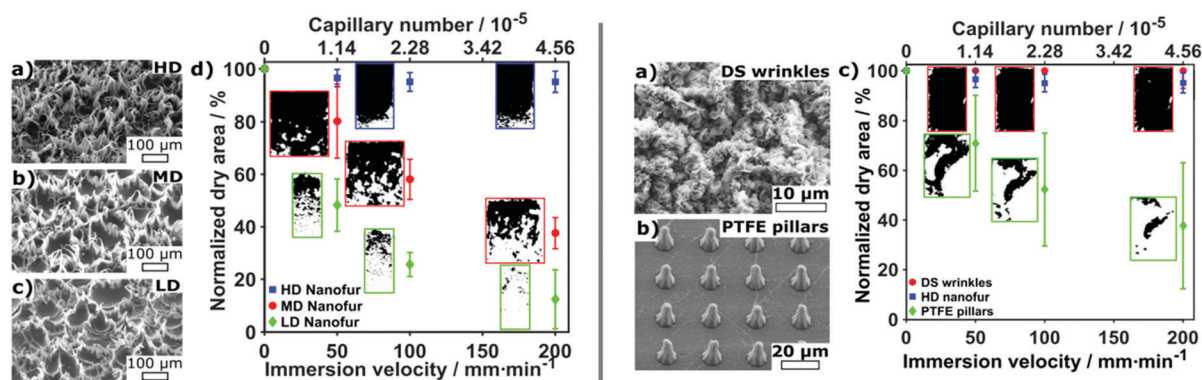 a)
HD
100 µm
b)
MD
100 µm
c)
LD
100 µm
d)
Capillary number / 10-5
0 1.14 2.28 3.42 4.56
Normalized dry area / %
100
80
60
40
20
0
HD Nanofur
MD Nanofur
LD Nanofur
0 50 100 150 200
Immersion velocity / mm·min-1
a)
DS wrinkles
10 µm
b)
PTFE pillars
20 µm
c)
Capillary number / 10-5
0 1.14 2.28 3.42 4.56
Normalized dry area / %
100
80
60
40
20
0
DS wrinkles
HD nanofur
PTFE pillars
0 50 100 150 200
Immersion velocity / mm·min-1